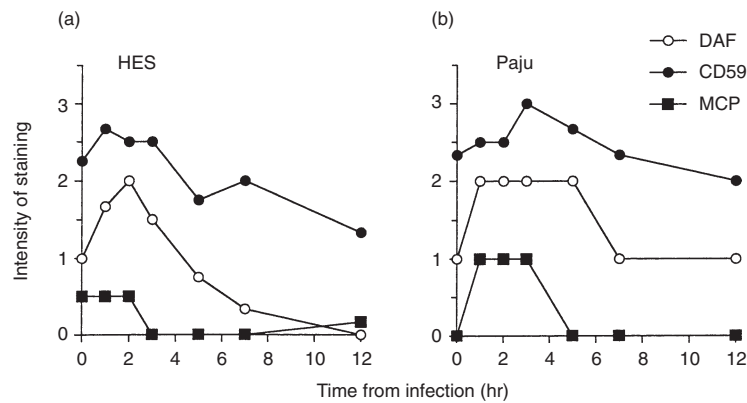 (a)
HES
Intensity of staining
3
2
1
0
0 2 4 6 8 10 12
(b)
Paju
3
2
1
0
0 2 4 6 8 10 12
DAF
CD59
MCP
Time from infection (hr)